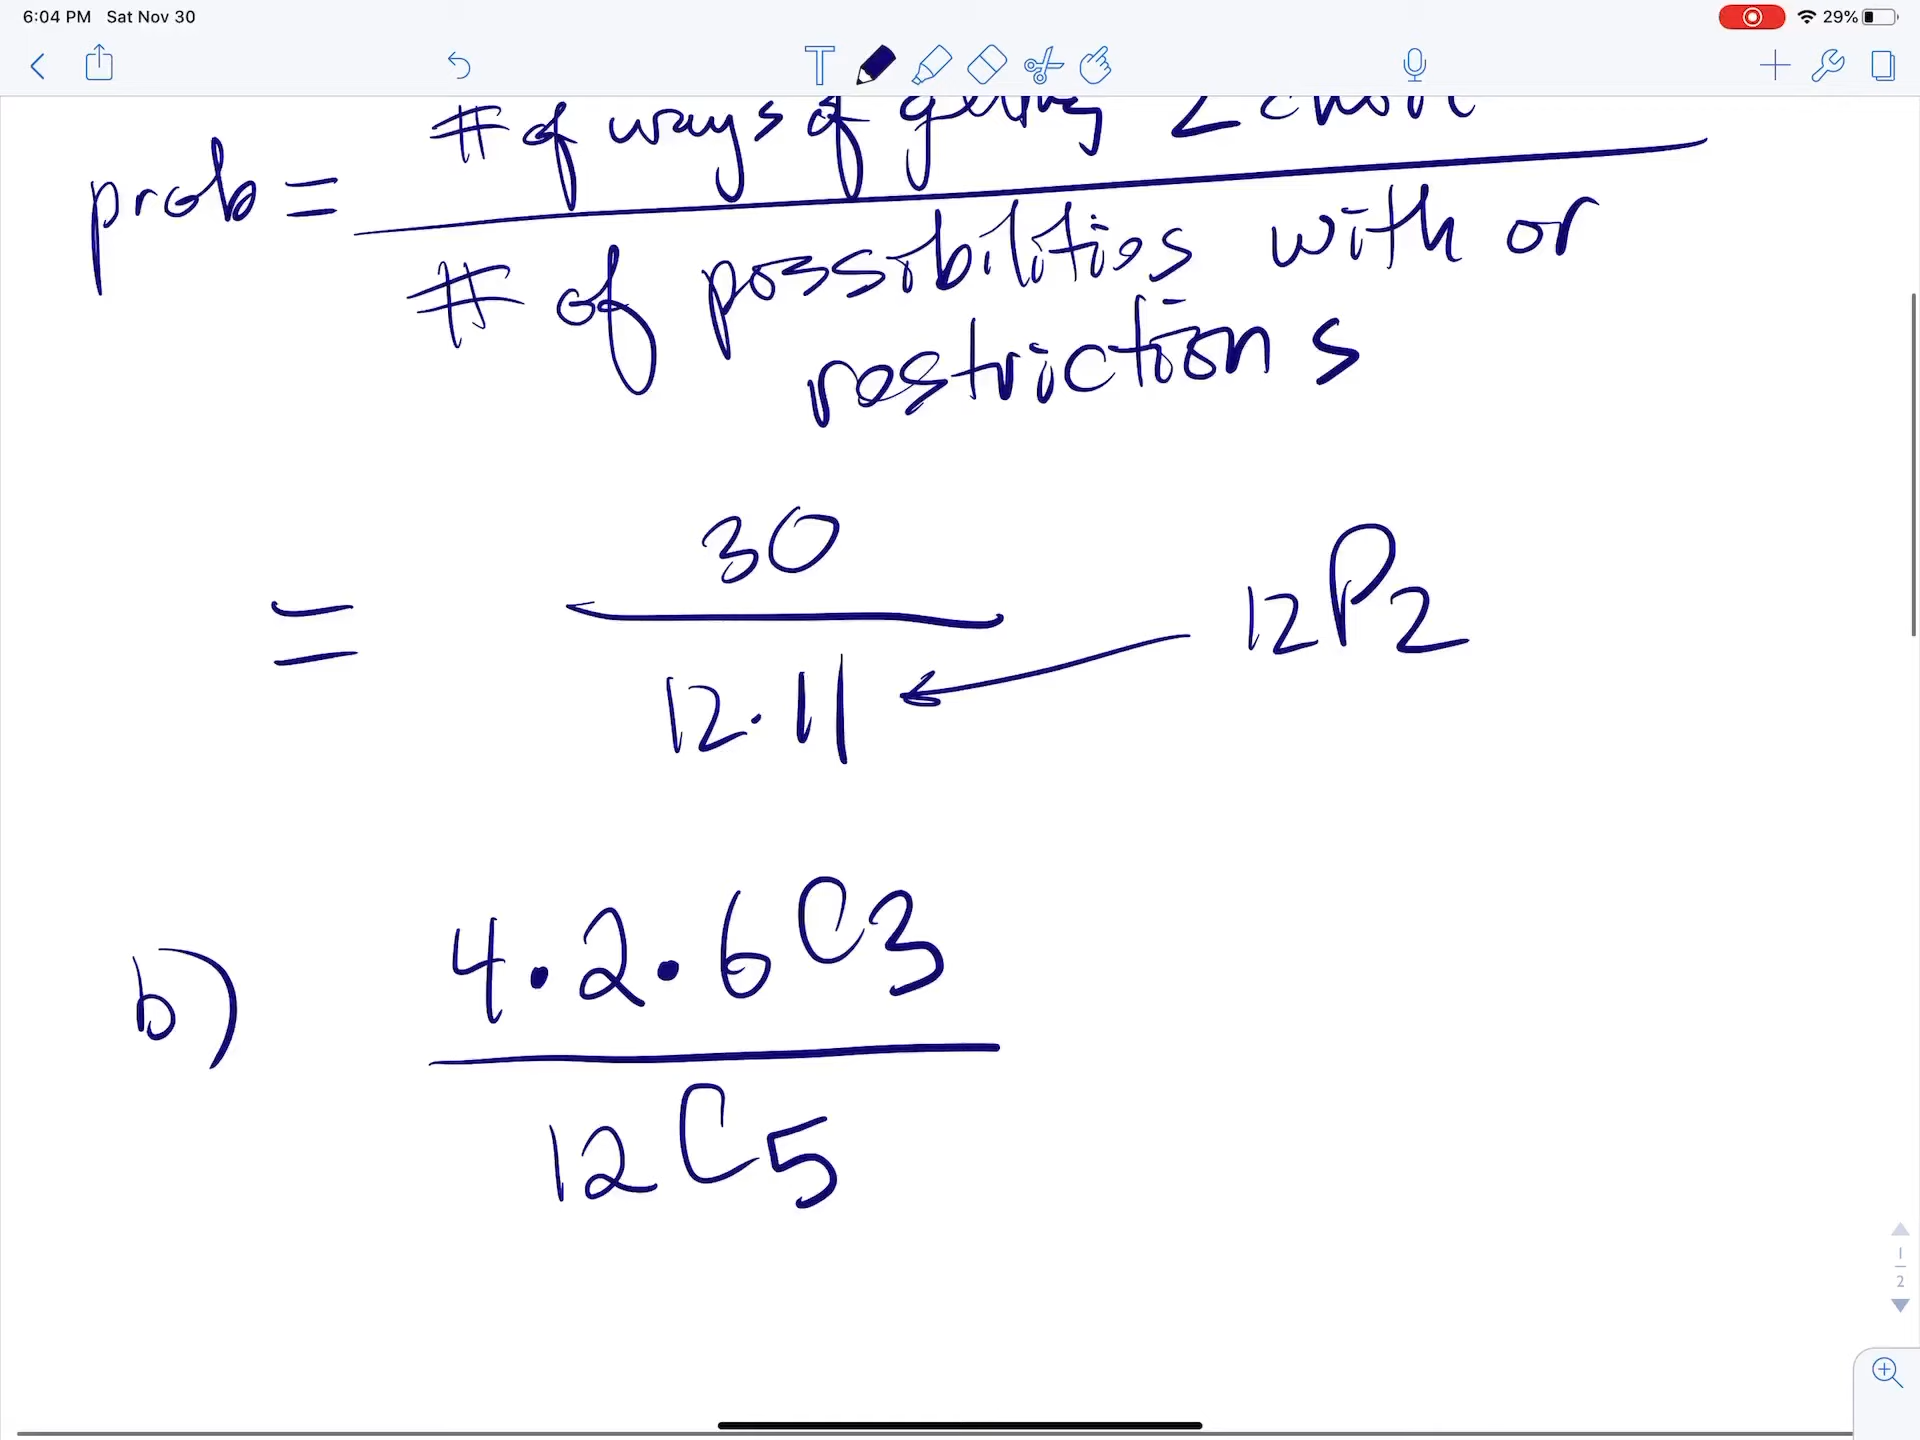 6:04 PM Sat Nov 30
29%
T
# of ways of getting 2
prob =
# of possibilities with or
restrictions
30
=
12P2
12.11
4.2.6C3
b)
12C5
1
2